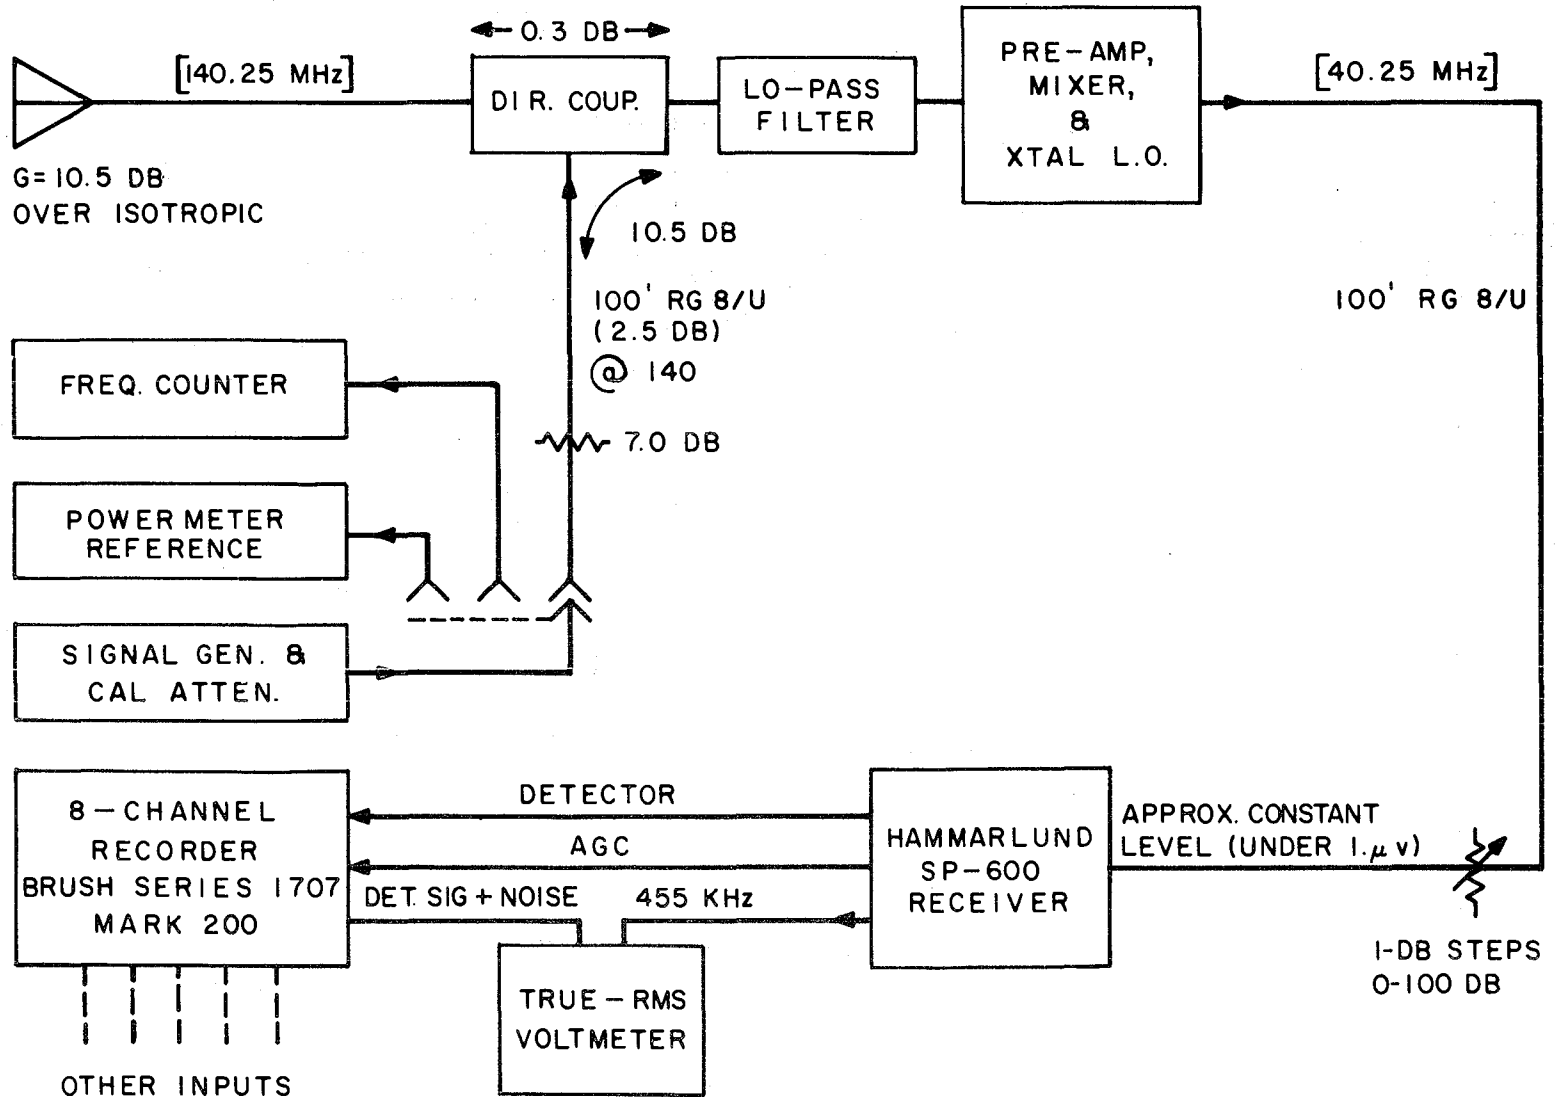 0.3 DB
[140.25 MHz]
DIR. COUP.
LO-PASS
FILTER
PRE-AMP,
MIXER,
&
XTAL L.O.
[40.25 MHz]
G=10.5 DB
OVER ISOTROPIC
10.5 DB
100' RG 8/U
(2.5 DB)
@ 140
100' RG 8/U
FREQ. COUNTER
7.0 DB
POWER METER
REFERENCE
SIGNAL GEN. &
CAL ATTEN.
8-CHANNEL
RECORDER
BRUSH SERIES 1707
MARK 200
DETECTOR
AGC
DET. SIG + NOISE
455 KHz
HAMMARLUND
SP-600
RECEIVER
APPROX. CONSTANT
LEVEL (UNDER 1.μv)
1-DB STEPS
0-100 DB
TRUE-RMS
VOLTMETER
OTHER INPUTS